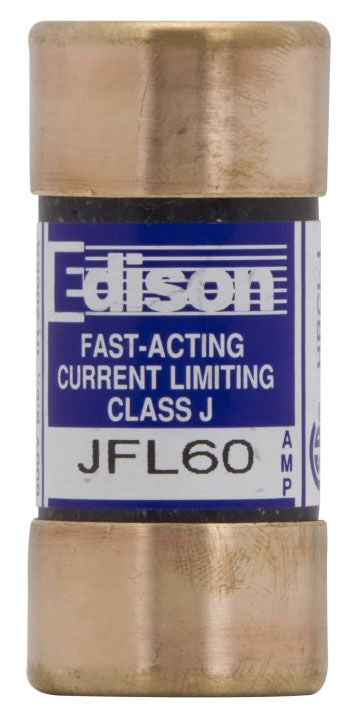 Edison
FAST-ACTING
CURRENT LIMITING
CLASS J
JFL60
AMP